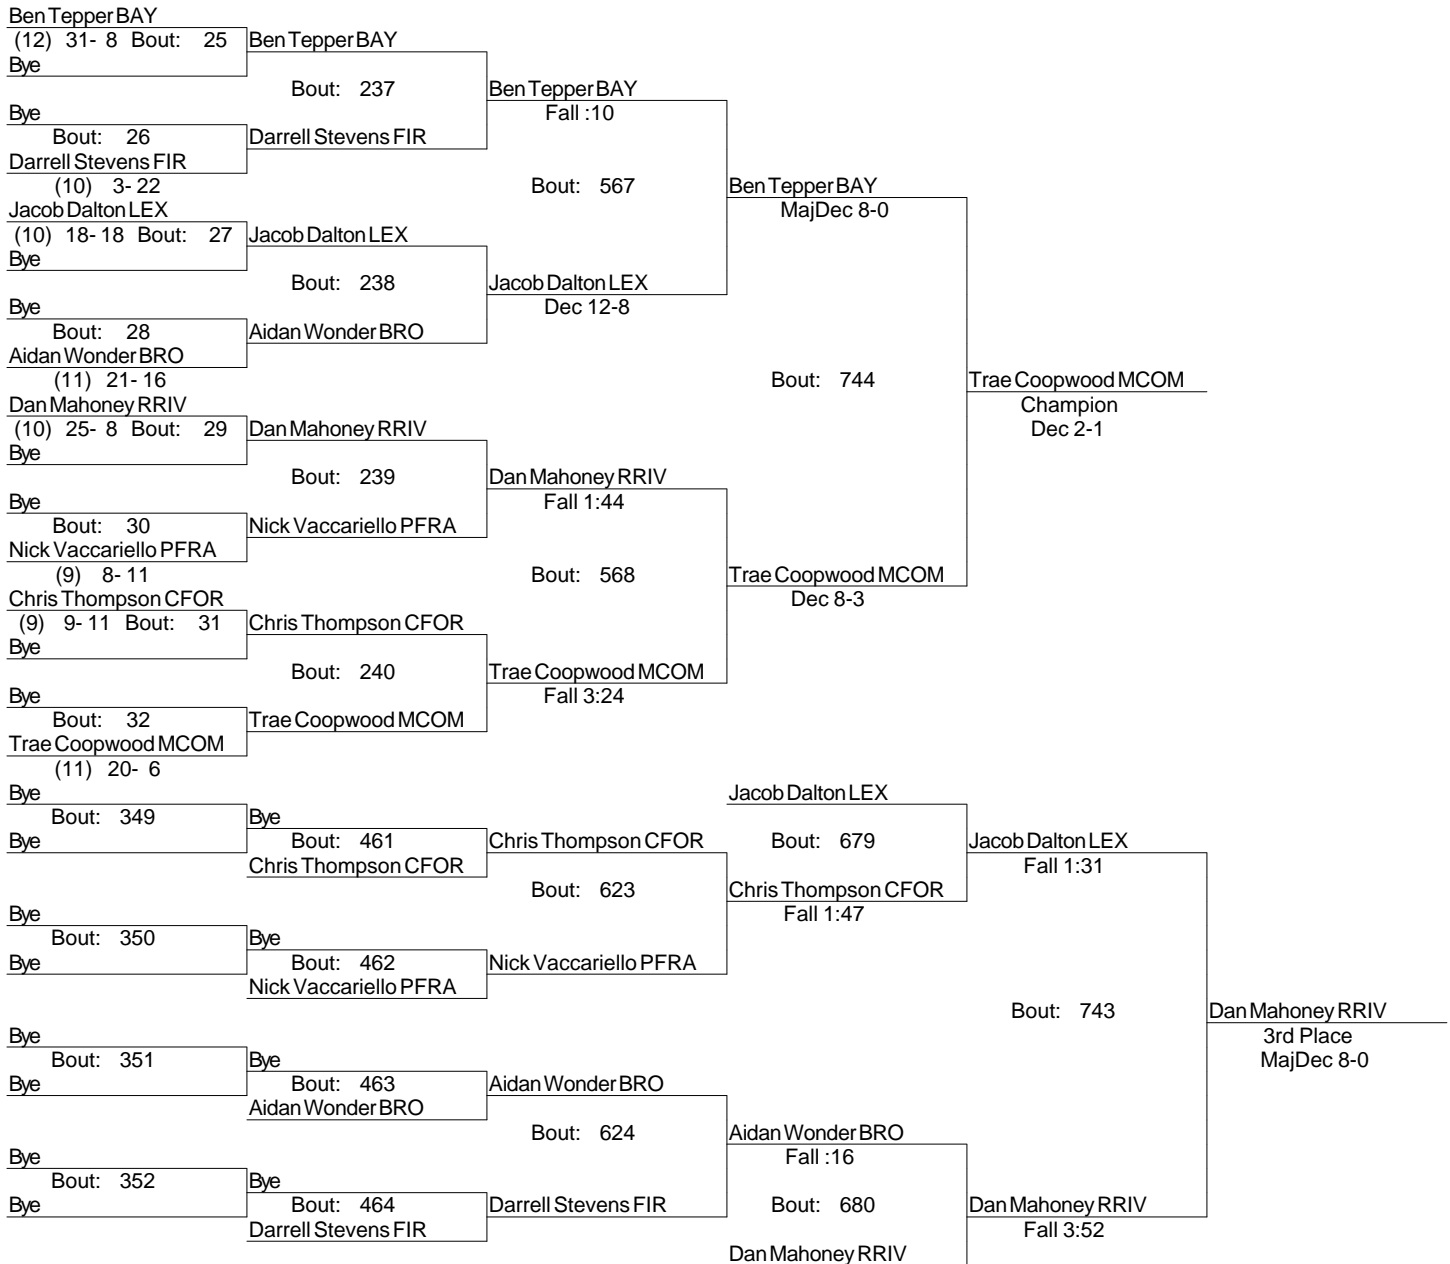 Ben Tepper BAY
(12) 31- 8 Bout: 25 Ben Tepper BAY
Bye
Bout: 237 Ben Tepper BAY
Bye Fall :10
Bout: 26 Darrell Stevens FIR
Darrell Stevens FIR
(10) 3- 22 Bout: 567 Ben Tepper BAY
Jacob Dalton LEX MajDec 8-0
(10) 18- 18 Bout: 27 Jacob Dalton LEX
Bye
Bout: 238 Jacob Dalton LEX
Bye Dec 12-8
Bout: 28 Aidan Wonder BRO
Aidan Wonder BRO
(11) 21- 16 Bout: 744 Trae Coopwood MCOM
Dan Mahoney RRIV Champion
(10) 25- 8 Bout: 29 Dan Mahoney RRIV Dec 2-1
Bye
Bout: 239 Dan Mahoney RRIV
Bye Fall 1:44
Bout: 30 Nick Vaccariello PFRA
Nick Vaccariello PFRA
(9) 8- 11 Bout: 568 Trae Coopwood MCOM
Chris Thompson CFOR Dec 8-3
(9) 9- 11 Bout: 31 Chris Thompson CFOR
Bye
Bout: 240 Trae Coopwood MCOM
Bye Fall 3:24
Bout: 32 Trae Coopwood MCOM
Trae Coopwood MCOM
(11) 20- 6
Bye Jacob Dalton LEX
Bout: 349 Bye
Bye Bout: 461 Chris Thompson CFOR Bout: 679 Jacob Dalton LEX
Chris Thompson CFOR Fall 1:31
Bout: 623 Chris Thompson CFOR
Bye Fall 1:47
Bout: 350 Bye
Bye Bout: 462 Nick Vaccariello PFRA
Nick Vaccariello PFRA
Bout: 743 Dan Mahoney RRIV
Bye 3rd Place
Bout: 351 Bye MajDec 8-0
Bye Bout: 463 Aidan Wonder BRO
Aidan Wonder BRO
Bout: 624 Aidan Wonder BRO
Bye Fall :16
Bout: 352 Bye
Bye Bout: 464 Darrell Stevens FIR Bout: 680 Dan Mahoney RRIV
Darrell Stevens FIR Fall 3:52
Dan Mahoney RRIV